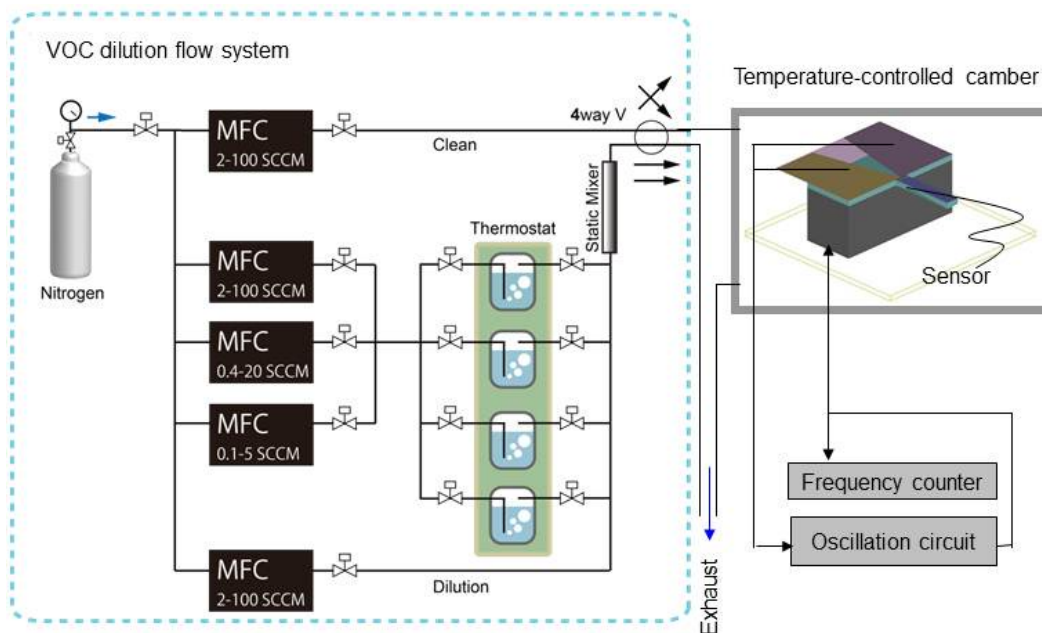 VOC dilution flow system
Temperature-controlled camber
4way V
MFC
2-100 SCCM
Clean
Static Mixer
Thermostat
Nitrogen
MFC
2-100 SCCM
MFC
0.4-20 SCCM
MFC
0.1-5 SCCM
Sensor
Frequency counter
Oscillation circuit
MFC
2-100 SCCM
Dilution
Exhaust